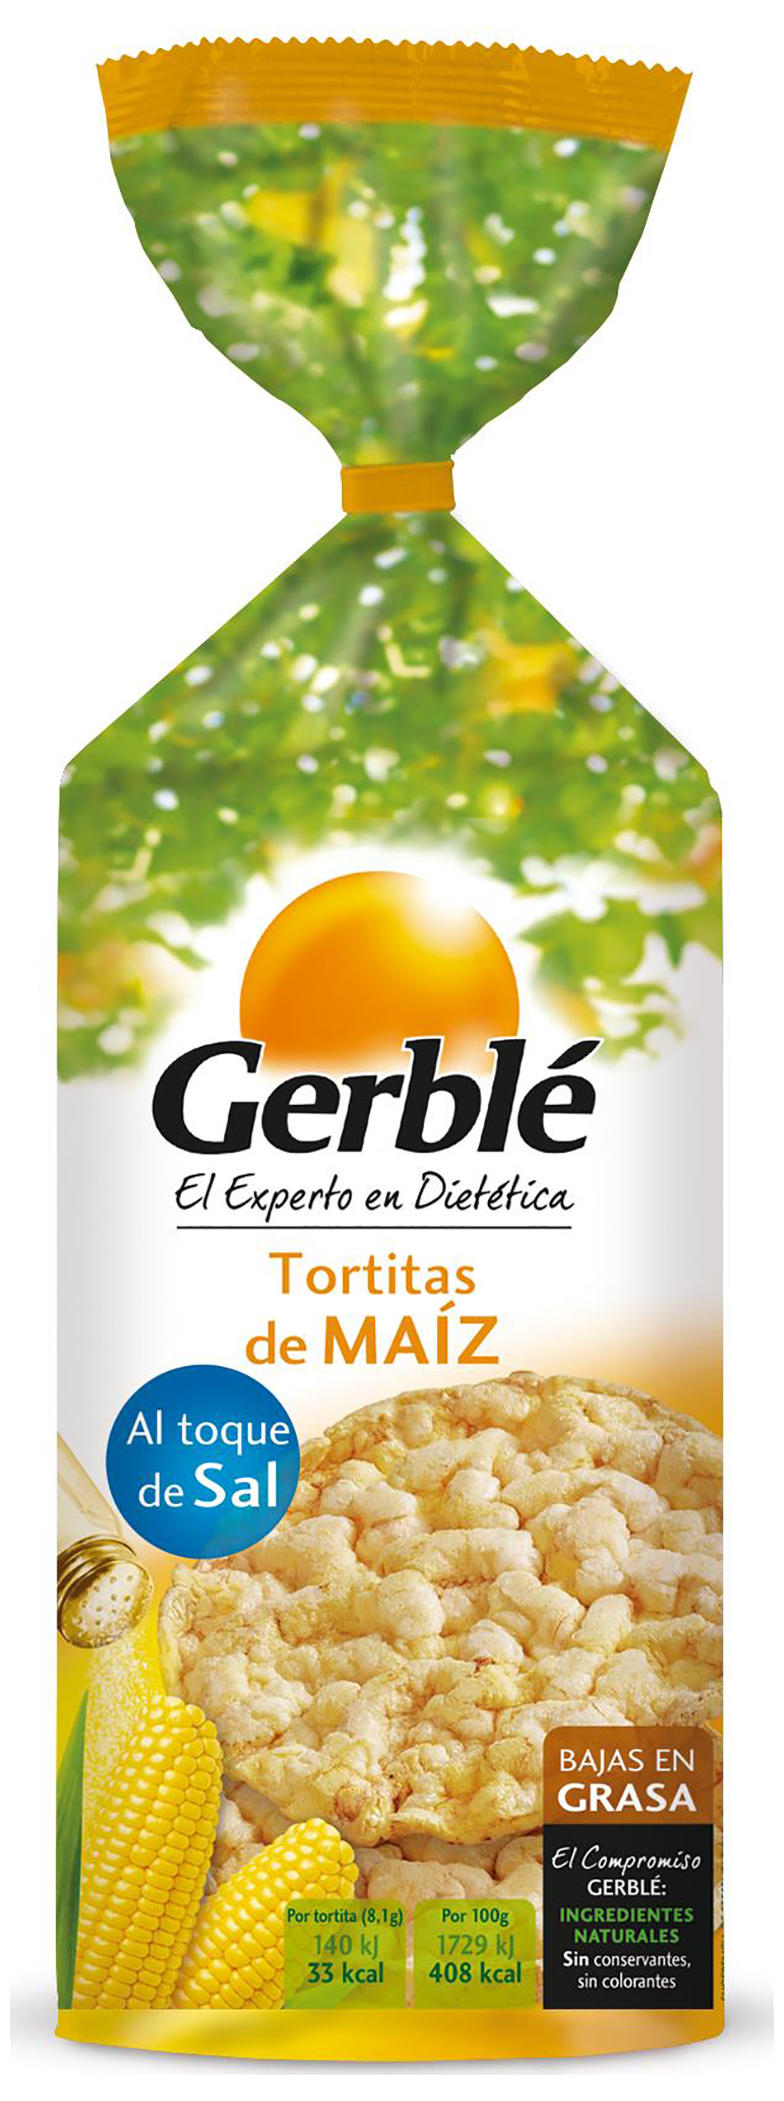 Gerblé
El Experto en Dietética
Tortitas
de MAÍZ
Al toque
de Sal
BAJAS EN
GRASA
El Compromiso
GERBLÉ:
INGREDIENTES
NATURALES
Sin conservantes,
sin colorantes
Por tortita (8,1g)
140 kJ
33 kcal
Por 100g
1729 kJ
408 kcal